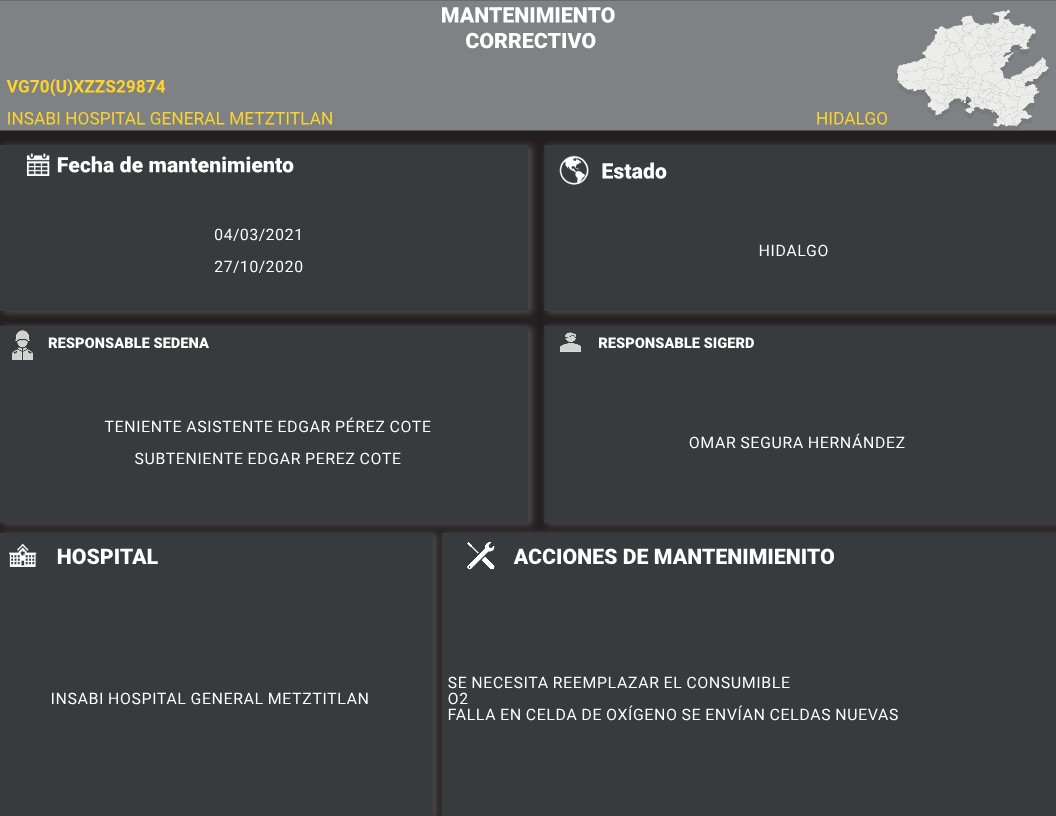 MANTENIMIENTO
CORRECTIVO
VG70(U)XZZS29874
INSABI HOSPITAL GENERAL METZTITLAN
HIDALGO
Fecha de mantenimiento
04/03/2021
27/10/2020
Estado
HIDALGO
RESPONSABLE SEDENA
TENIENTE ASISTENTE EDGAR PÉREZ COTE
SUBTENIENTE EDGAR PEREZ COTE
RESPONSABLE SIGERD
OMAR SEGURA HERNÁNDEZ
HOSPITAL
INSABI HOSPITAL GENERAL METZTITLAN
ACCIONES DE MANTENIMIENITO
SE NECESITA REEMPLAZAR EL CONSUMIBLE
O2
FALLA EN CELDA DE OXÍGENO SE ENVÍAN CELDAS NUEVAS